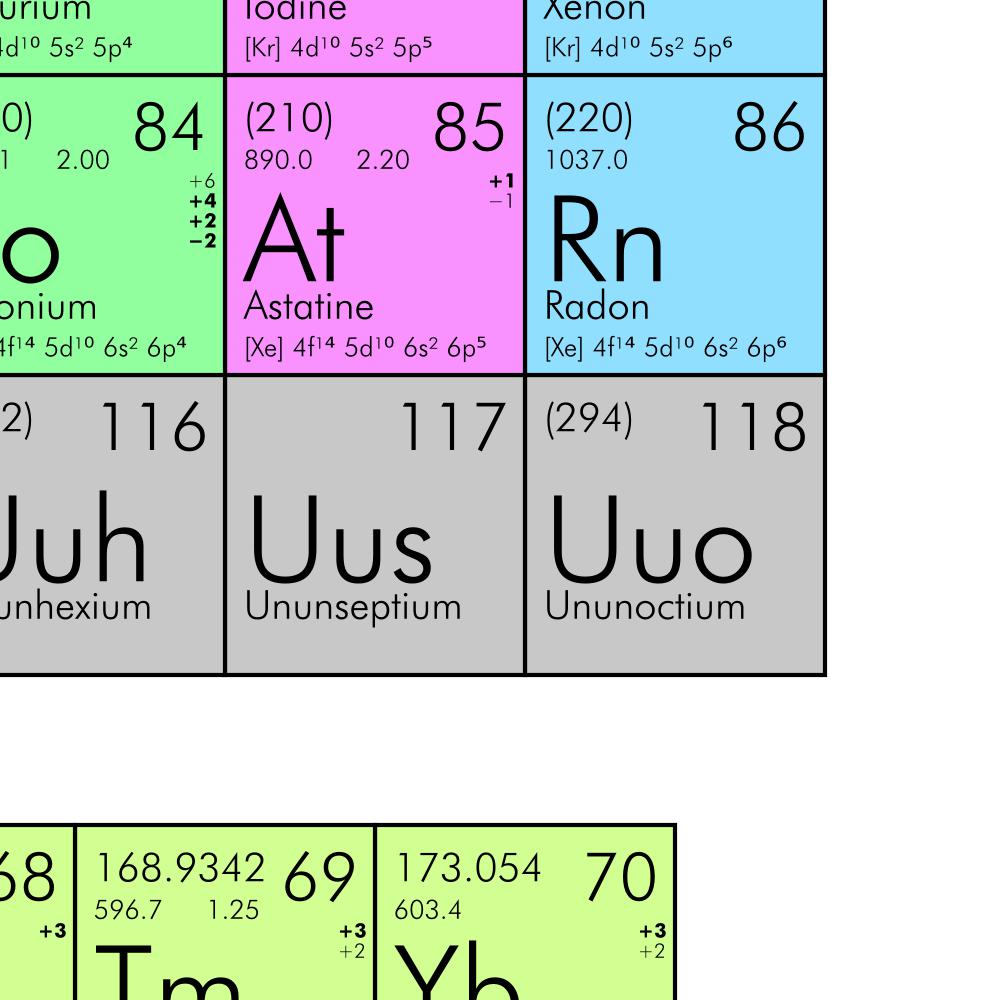 urium
4d¹⁰ 5s² 5p⁴
Iodine
[Kr] 4d¹⁰ 5s² 5p⁵
Xenon
[Kr] 4d¹⁰ 5s² 5p⁶
0) 84
1 2.00
+6
+4
+2
−2
o
onium
4f¹⁴ 5d¹⁰ 6s² 6p⁴
(210) 85
890.0 2.20
+1
−1
At
Astatine
[Xe] 4f¹⁴ 5d¹⁰ 6s² 6p⁵
(220) 86
1037.0
Rn
Radon
[Xe] 4f¹⁴ 5d¹⁰ 6s² 6p⁶
2) 116
Uuh
unhexium
117
Uus
Ununseptium
(294) 118
Uuo
Ununoctium
68
+3
168.9342 69
596.7 1.25
+3
+2
Tm
173.054 70
603.4
+3
+2
Yb